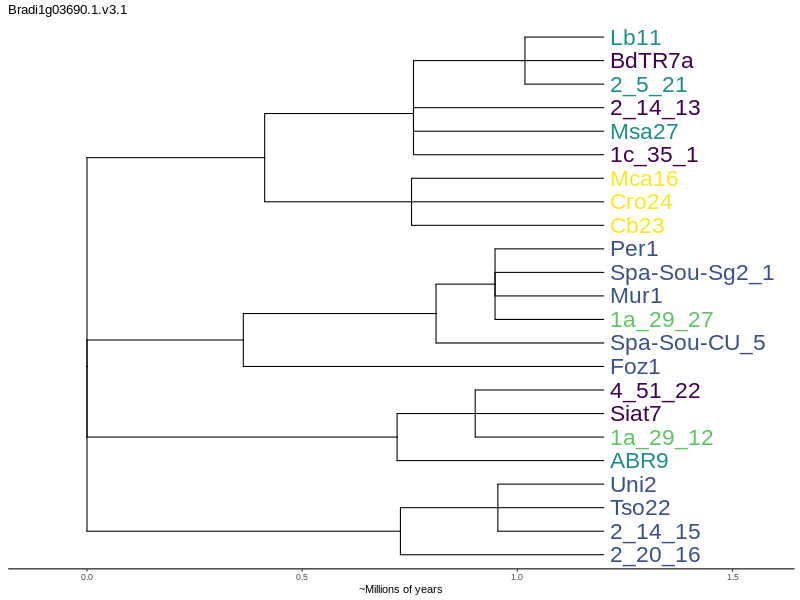 Bradi1g03690.1.v3.1
Lb11
BdTR7a
2_5_21
2_14_13
Msa27
1c_35_1
Mca16
Cro24
Cb23
Per1
Spa-Sou-Sg2_1
Mur1
1a_29_27
Spa-Sou-CU_5
Foz1
4_51_22
Siat7
1a_29_12
ABR9
Uni2
Tso22
2_14_15
2_20_16
0.0 0.5 1.0 1.5
~Millions of years